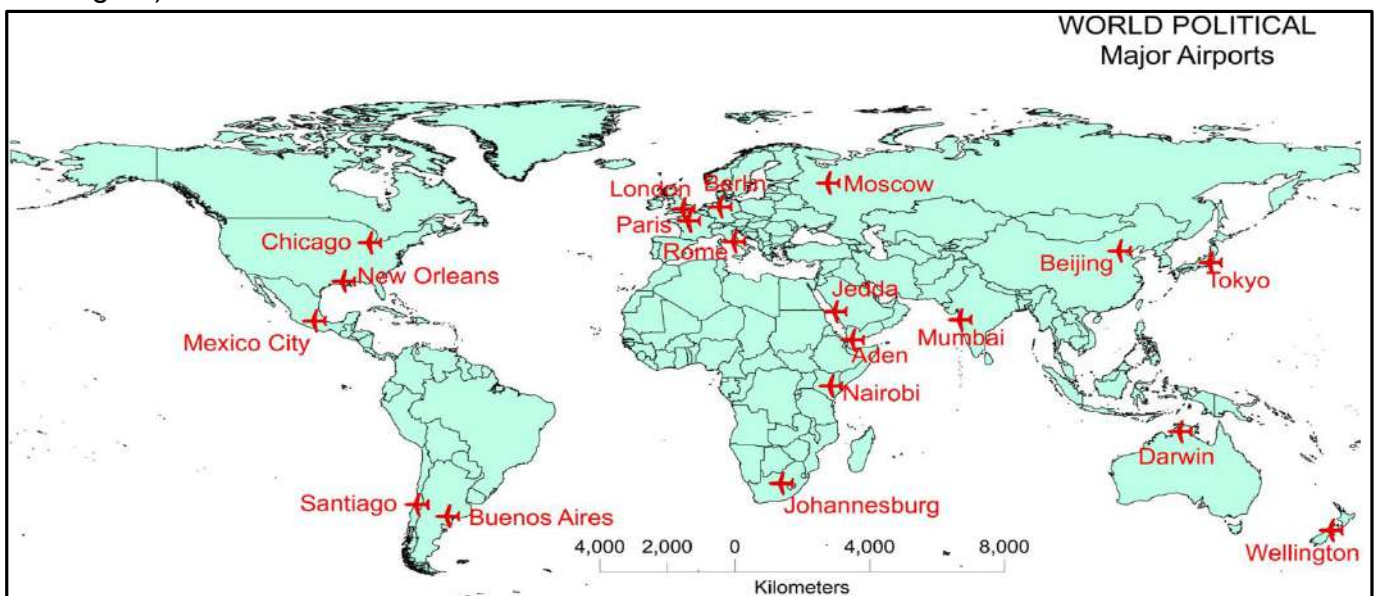 WORLD POLITICAL
Major Airports
London
Berlin
Moscow
Paris
Chicago
Rome
Beijing
New Orleans
Tokyo
Jedda
Mexico City
Mumbai
Aden
Nairobi
Darwin
Santiago
Buenos Aires
Johannesburg
Wellington
4,000 2,000 0 4,000 8,000
Kilometers